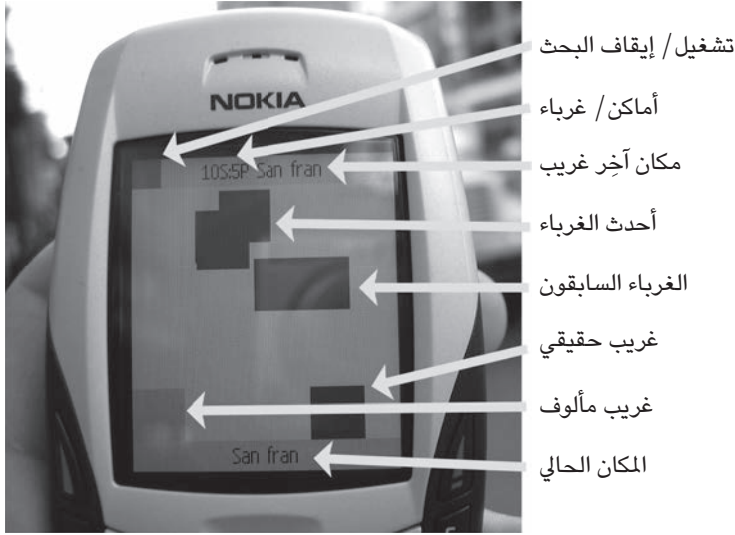 NOKIA
10S:5P San fran
San fran
تشغيل/ إيقاف البحث
أماكن/ غرباء
مكان آخِر غريب
أحدث الغرباء
الغرباء السابقون
غريب حقيقي
غريب مألوف
المكان الحالي